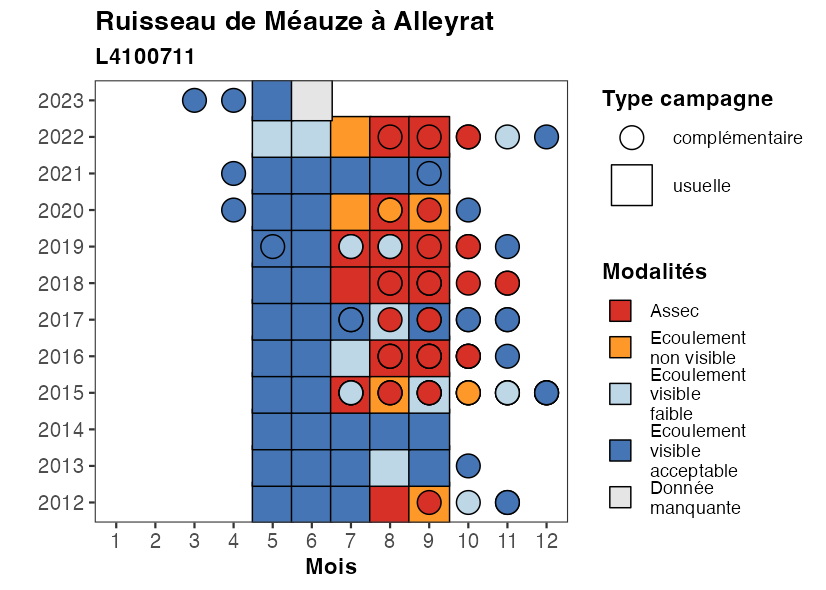 Ruisseau de Méauze à Alleyrat
L4100711
2023
2022
2021
2020
2019
2018
2017
2016
2015
2014
2013
2012
1 2 3 4 5 6 7 8 9 10 11 12
Mois
Type campagne
complémentaire
usuelle
Modalités
Assec
Ecoulement
non visible
Ecoulement
visible
faible
Ecoulement
visible
acceptable
Donnée
manquante